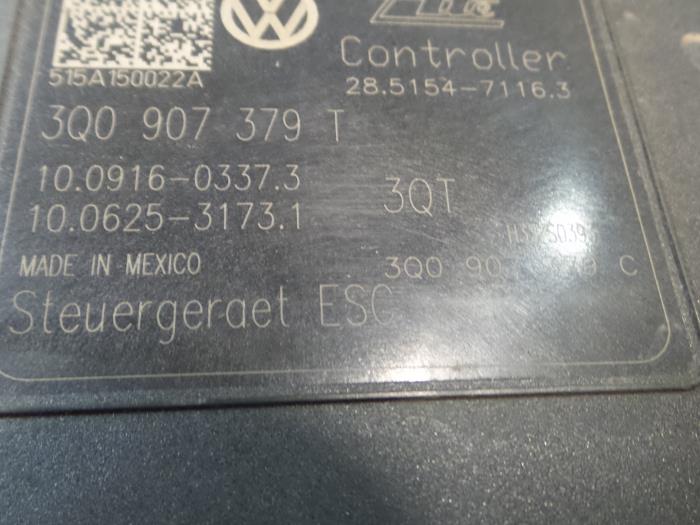 Controller
515A150022A
28.5154-7116.3
3Q0 907 379 T
10.0916-0337.3
10.0625-3173.1
3QT
MADE IN MEXICO
3Q0 C
Steuergeraet ESC